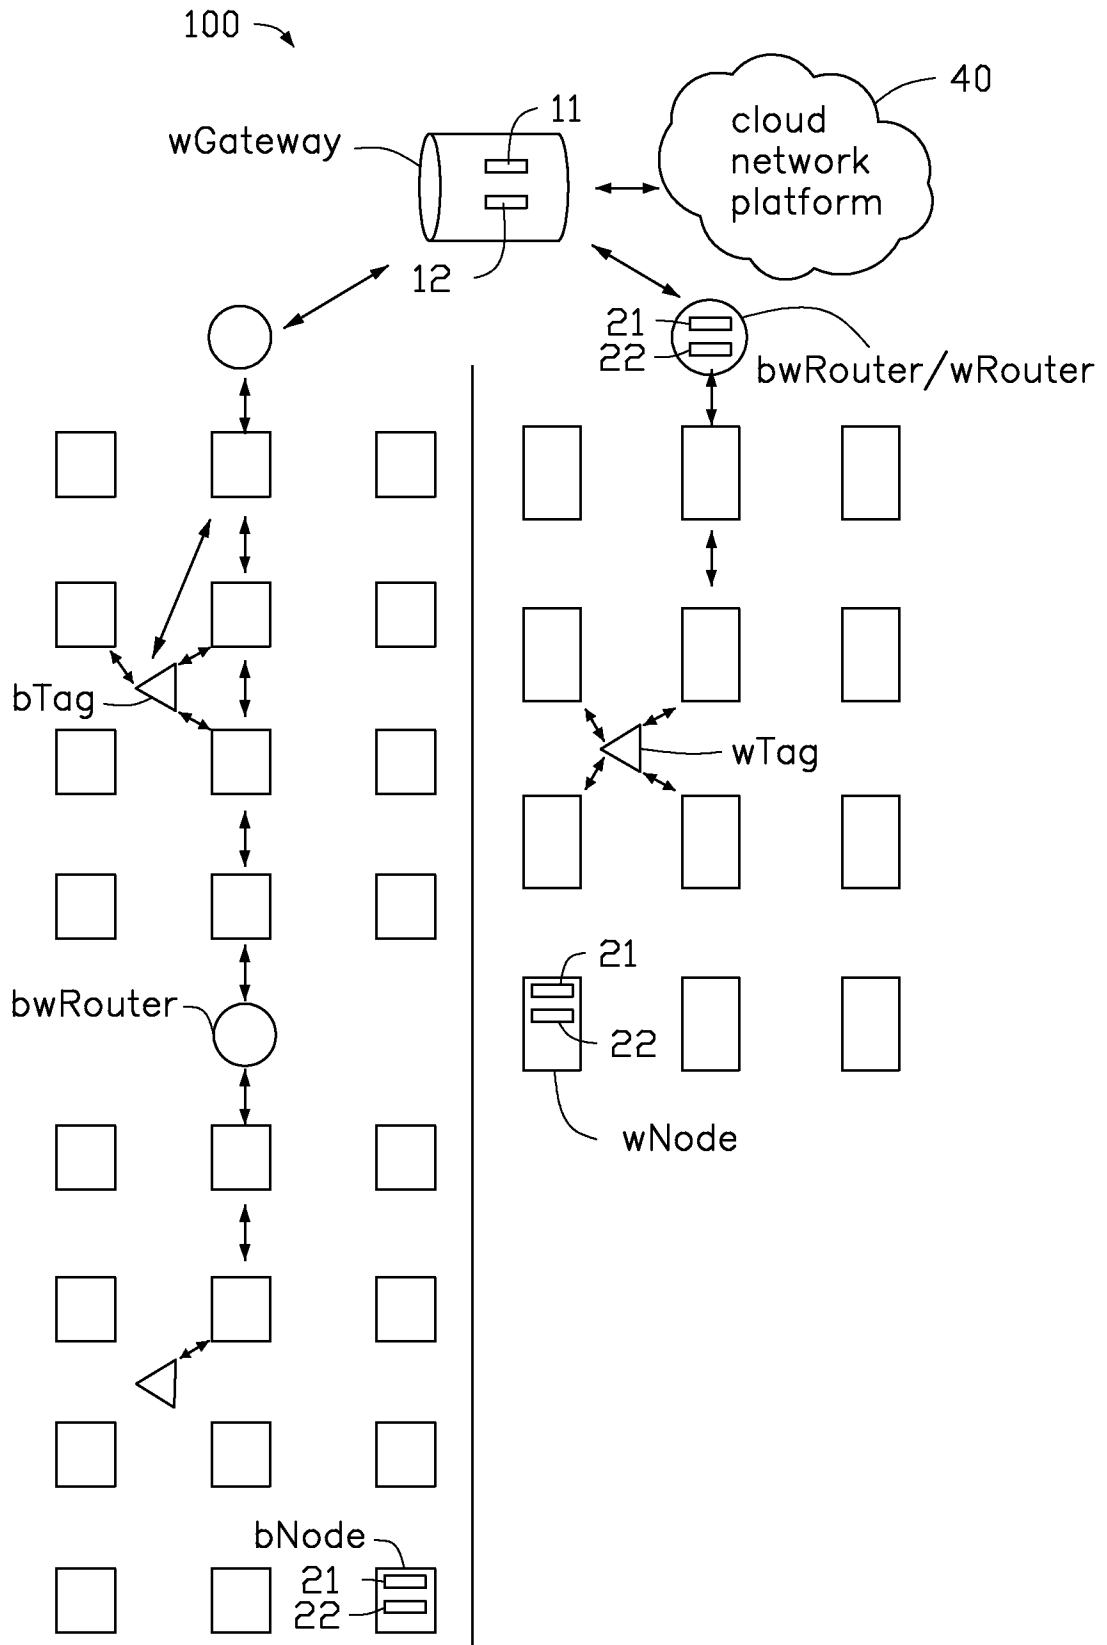 100
40
11
cloud
network
platform
wGateway
12
21
22
bwRouter/wRouter
bTag
wTag
21
bwRouter
22
wNode
bNode
21
22